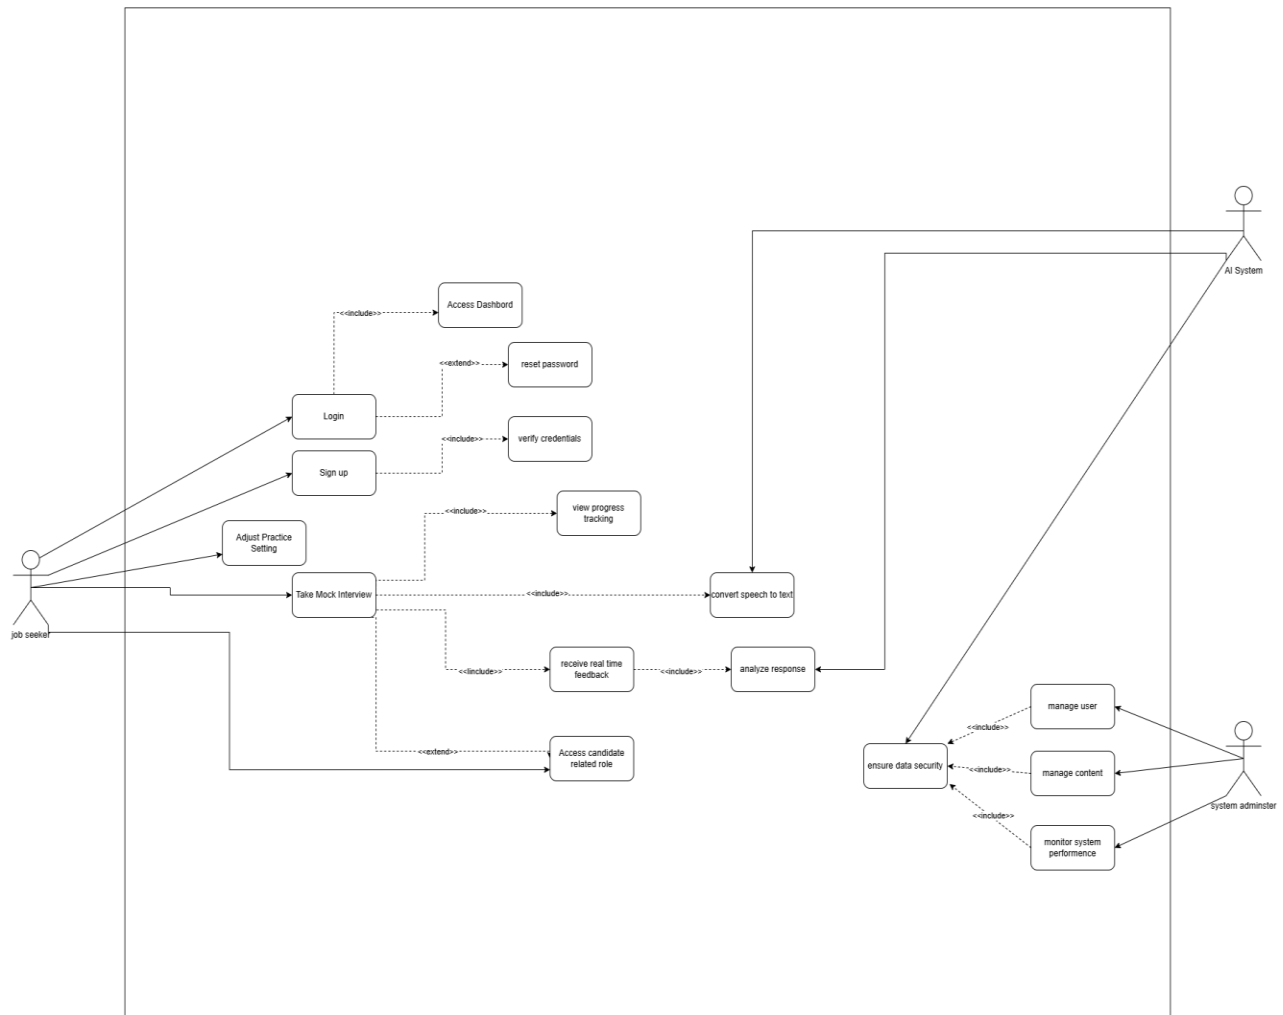 AI System
Access Dashbord
<<include>>
<<extend>>
reset password
Login
<<include>>
verify credentials
Sign up
view progress
tracking
<<include>>
Adjust Practice
Setting
Take Mock Interview
<<include>>
convert speech to text
job seeker
receive real time
feedback
<<Iinclude>>
<<include>>
analyze response
manage user
<<include>>
Access candidate
related role
<<extend>>
ensure data security
<<include>>
manage content
system adminster
<<include>>
monitor system
performence